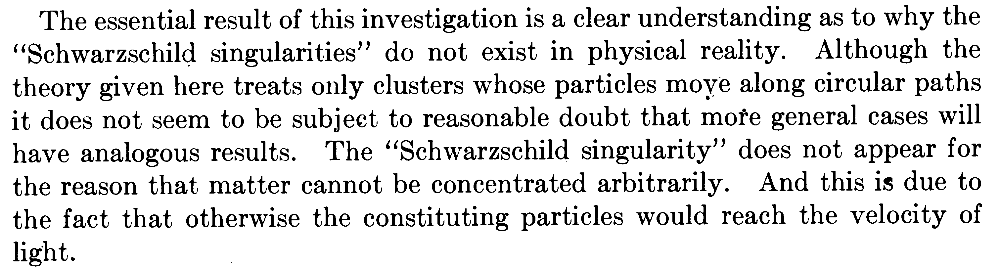 The essential result of this investigation is a clear understanding as to why the
“Schwarzschild singularities” do not exist in physical reality. Although the
theory given here treats only clusters whose particles move along circular paths
it does not seem to be subject to reasonable doubt that more general cases will
have analogous results. The “Schwarzschild singularity” does not appear for
the reason that matter cannot be concentrated arbitrarily. And this is due to
the fact that otherwise the constituting particles would reach the velocity of
light.